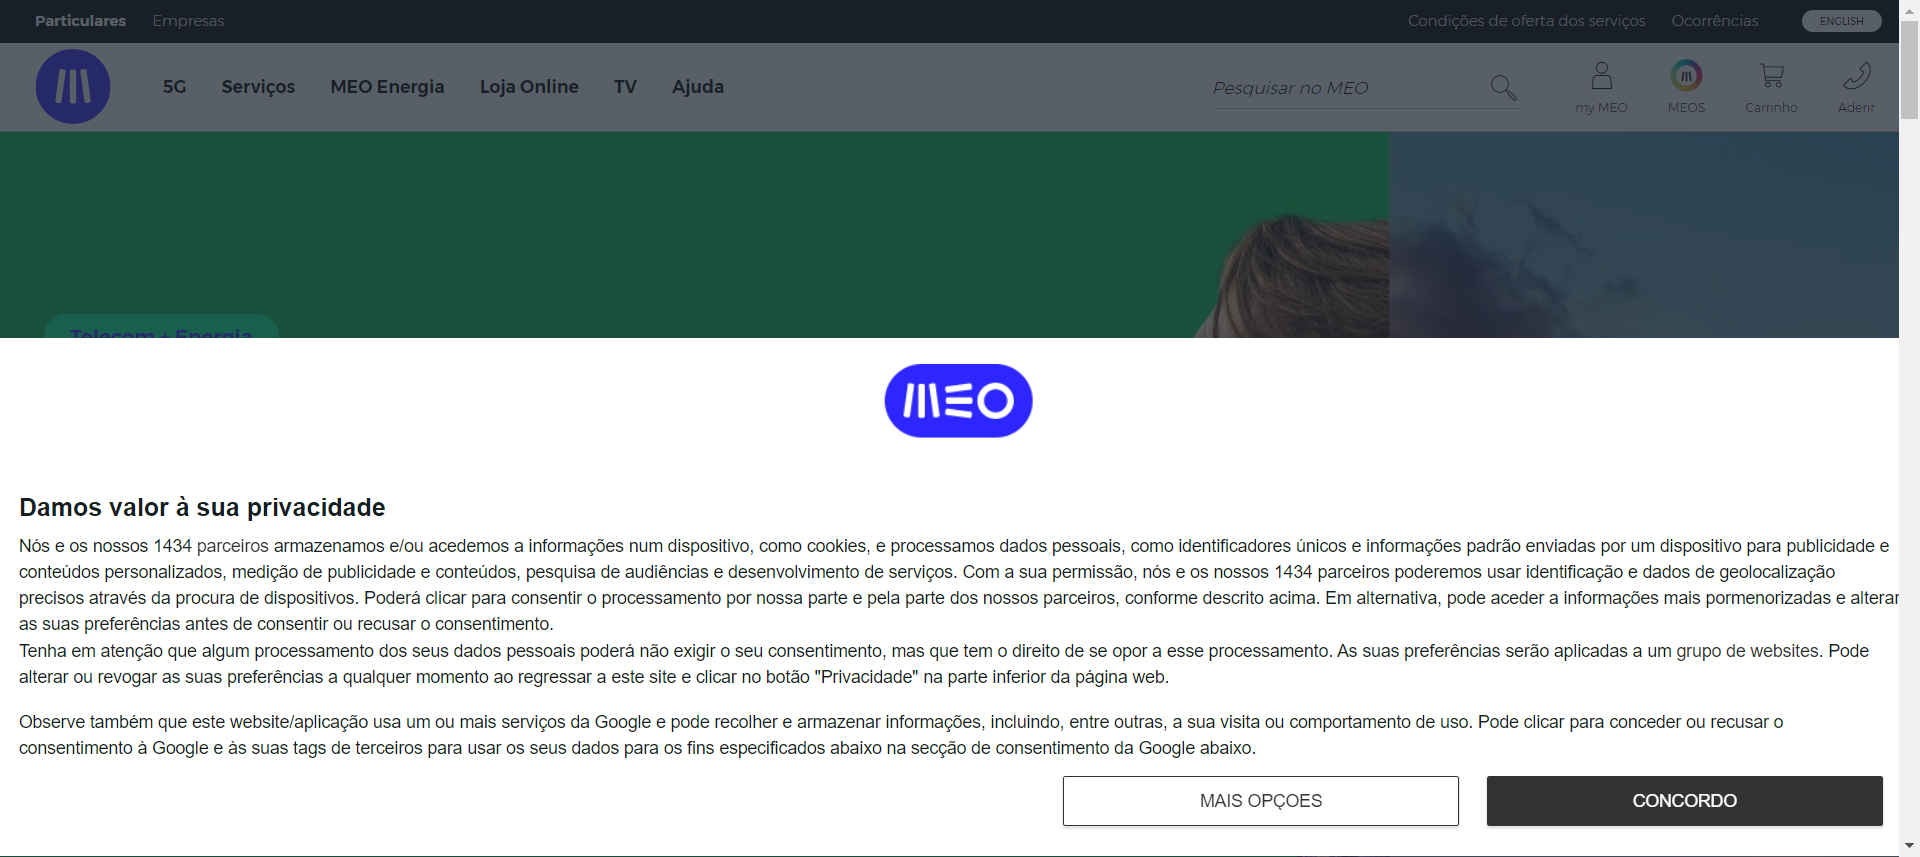 Particulares Empresas Condições de oferta dos serviços Ocorrências ENGLISH
5G Serviços MEO Energia Loja Online TV Ajuda Pesquisar no MEO my MEO MEOS Carrinho Aderir
Telecom + Energia
MEO
Damos valor à sua privacidade
Nós e os nossos 1434 parceiros armazenamos e/ou acedemos a informações num dispositivo, como cookies, e processamos dados pessoais, como identificadores únicos e informações padrão enviadas por um dispositivo para publicidade e
conteúdos personalizados, medição de publicidade e conteúdos, pesquisa de audiências e desenvolvimento de serviços. Com a sua permissão, nós e os nossos 1434 parceiros poderemos usar identificação e dados de geolocalização
precisos através da procura de dispositivos. Poderá clicar para consentir o processamento por nossa parte e pela parte dos nossos parceiros, conforme descrito acima. Em alternativa, pode aceder a informações mais pormenorizadas e alterar
as suas preferências antes de consentir ou recusar o consentimento.
Tenha em atenção que algum processamento dos seus dados pessoais poderá não exigir o seu consentimento, mas que tem o direito de se opor a esse processamento. As suas preferências serão aplicadas a um grupo de websites. Pode
alterar ou revogar as suas preferências a qualquer momento ao regressar a este site e clicar no botão "Privacidade" na parte inferior da página web.
Observe também que este website/aplicação usa um ou mais serviços da Google e pode recolher e armazenar informações, incluindo, entre outras, a sua visita ou comportamento de uso. Pode clicar para conceder ou recusar o
consentimento à Google e às suas tags de terceiros para usar os seus dados para os fins especificados abaixo na secção de consentimento da Google abaixo.
MAIS OPÇOES CONCORDO